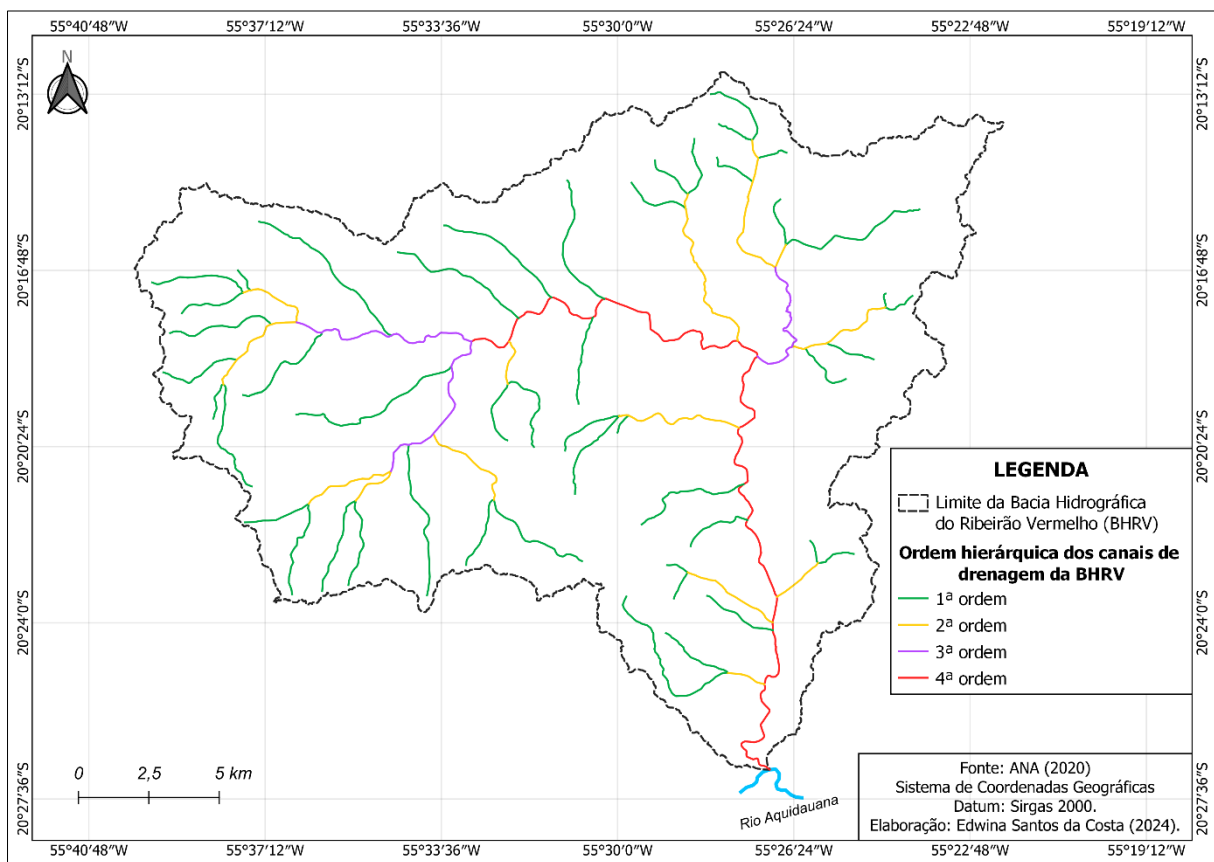 55°40'48"W 55°37'12"W 55°33'36"W 55°30'0"W 55°26'24"W 55°22'48"W 55°19'12"W
N
20°13'12"S 20°13'12"S
20°16'48"S 20°16'48"S
20°20'24"S 20°20'24"S
LEGENDA
Limite da Bacia Hidrográfica
do Ribeirão Vermelho (BHRV)
Ordem hierárquica dos canais de
drenagem da BHRV
1ª ordem
2ª ordem
3ª ordem
4ª ordem
20°24'0"S 20°24'0"S
0 2,5 5 km
Rio Aquidauana
Fonte: ANA (2020)
Sistema de Coordenadas Geográficas
Datum: Sirgas 2000.
Elaboração: Edwina Santos da Costa (2024).
20°27'36"S 20°27'36"S
55°40'48"W 55°37'12"W 55°33'36"W 55°30'0"W 55°26'24"W 55°22'48"W 55°19'12"W